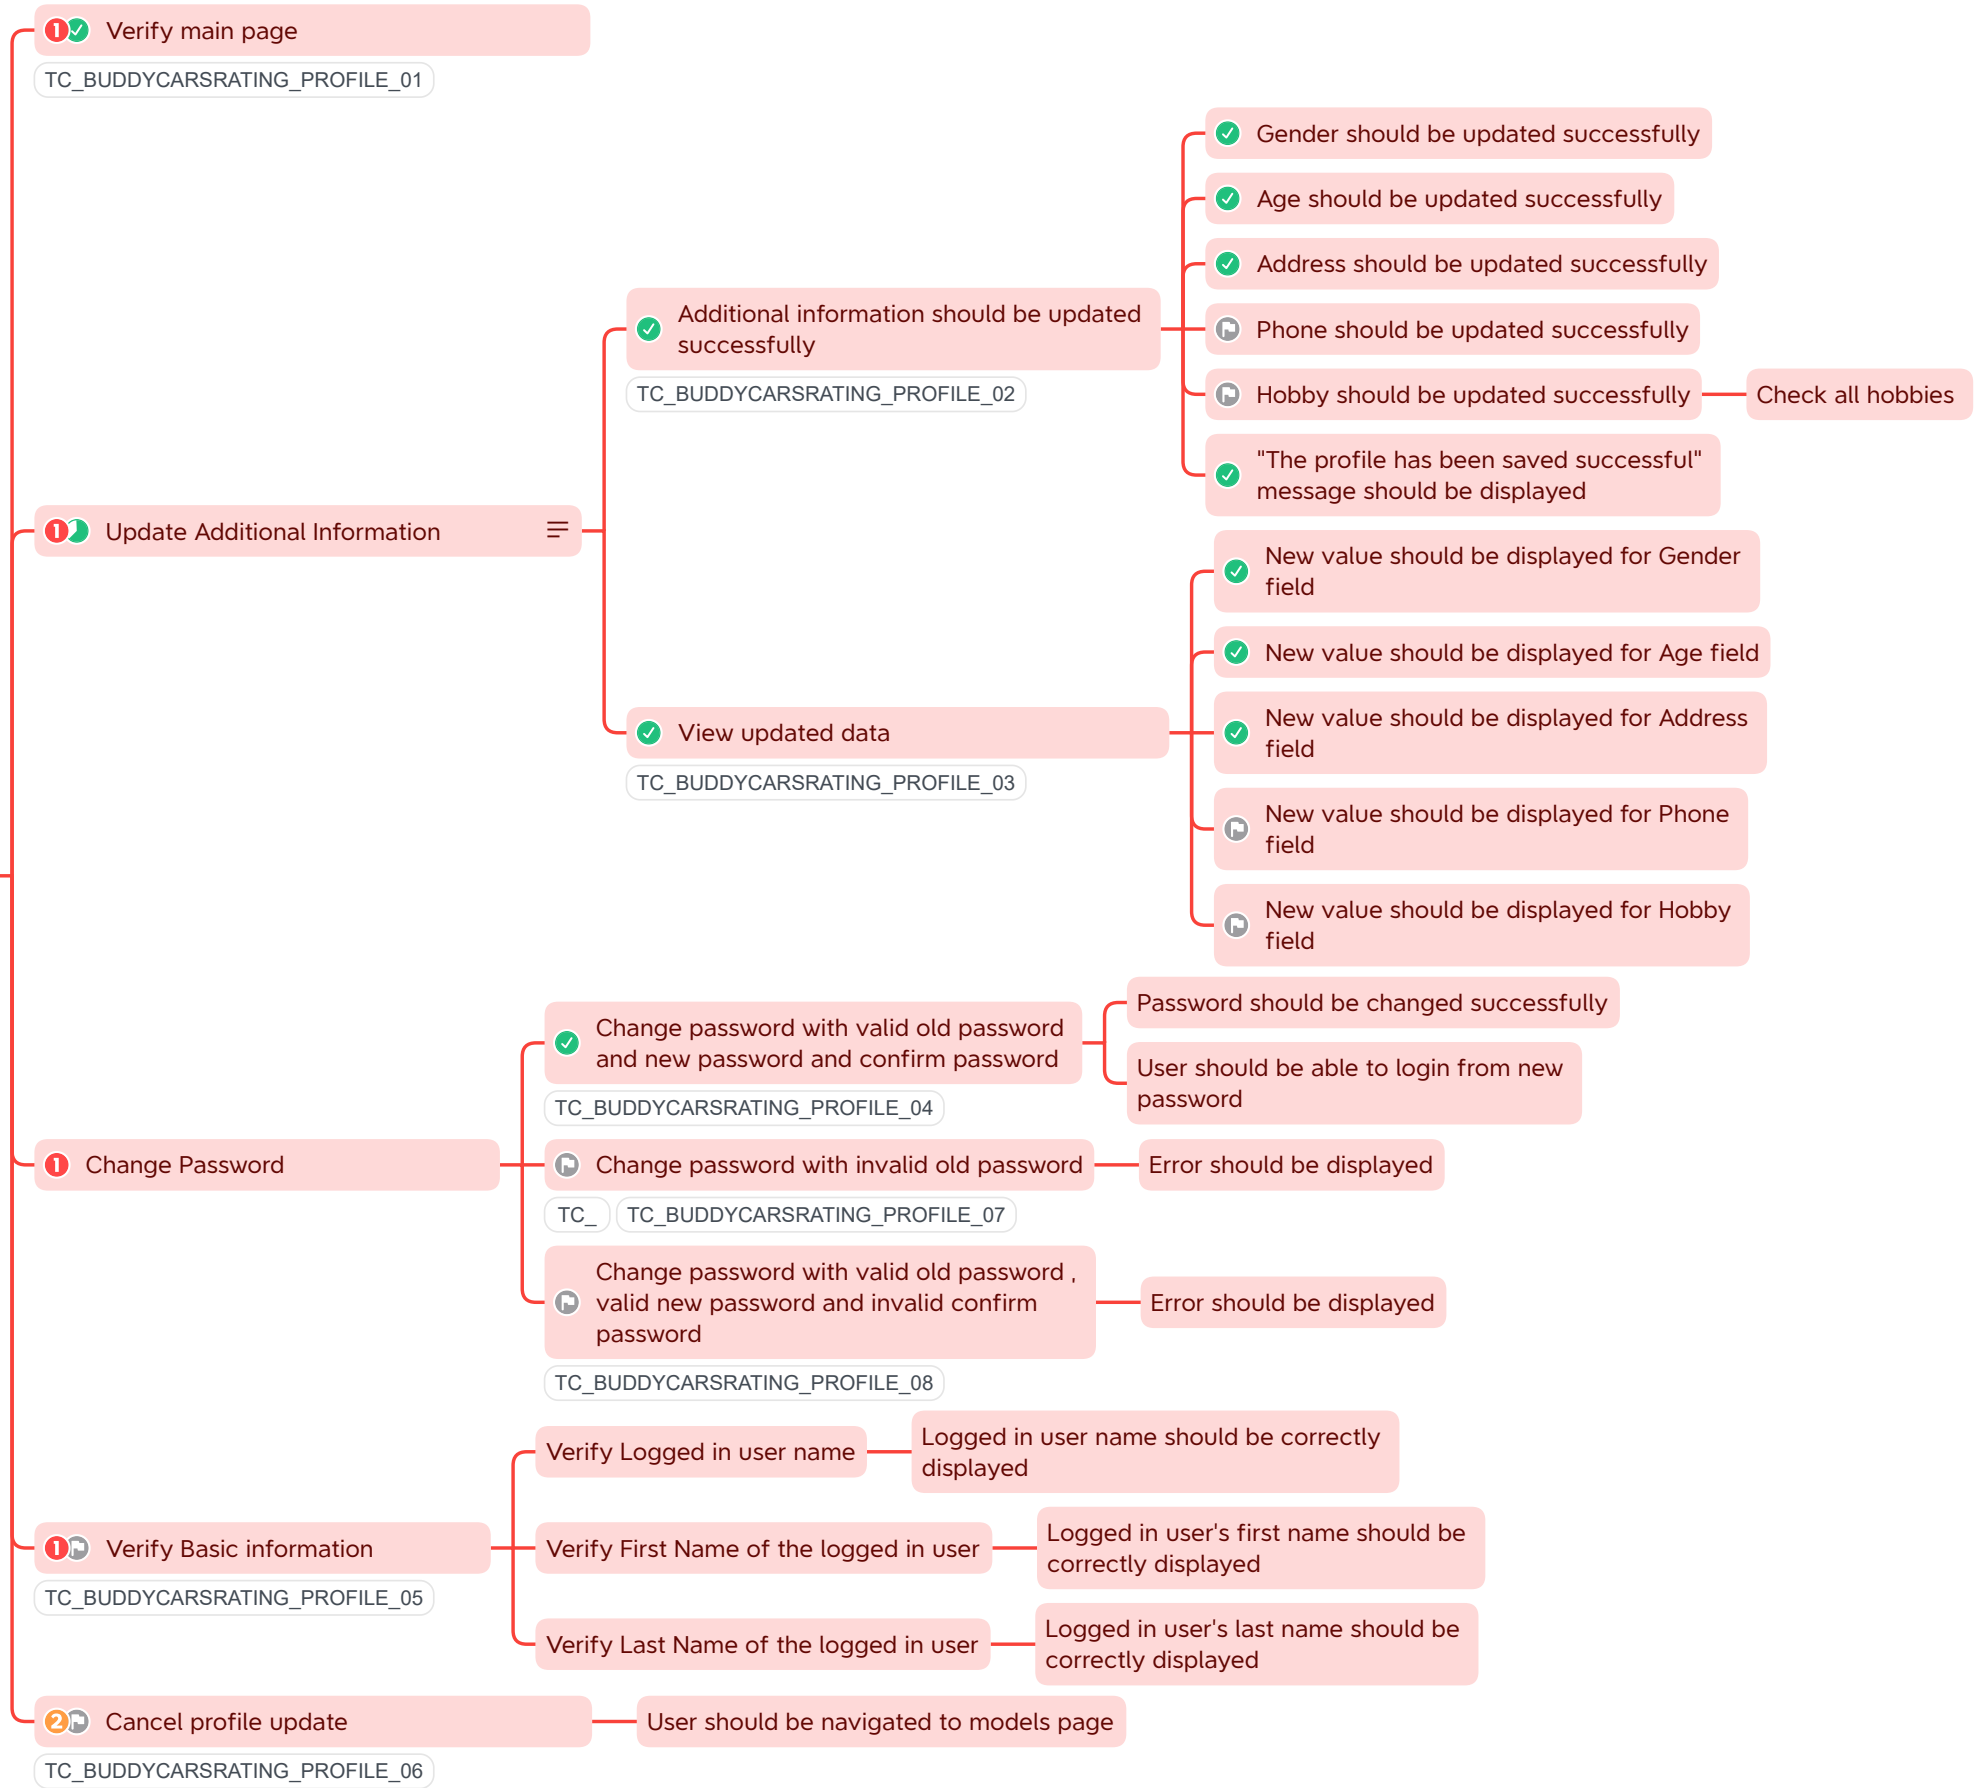 1 Verify main page
TC_BUDDYCARSRATING_PROFILE_01
1 Update Additional Information
Additional information should be updated
successfully
TC_BUDDYCARSRATING_PROFILE_02
Gender should be updated successfully
Age should be updated successfully
Address should be updated successfully
Phone should be updated successfully
Hobby should be updated successfully
Check all hobbies
"The profile has been saved successful"
message should be displayed
View updated data
TC_BUDDYCARSRATING_PROFILE_03
New value should be displayed for Gender
field
New value should be displayed for Age field
New value should be displayed for Address
field
New value should be displayed for Phone
field
New value should be displayed for Hobby
field
1 Change Password
Change password with valid old password
and new password and confirm password
TC_BUDDYCARSRATING_PROFILE_04
Password should be changed successfully
User should be able to login from new
password
Change password with invalid old password
TC_ TC_BUDDYCARSRATING_PROFILE_07
Error should be displayed
Change password with valid old password ,
valid new password and invalid confirm
password
TC_BUDDYCARSRATING_PROFILE_08
Error should be displayed
1 Verify Basic information
TC_BUDDYCARSRATING_PROFILE_05
Verify Logged in user name
Logged in user name should be correctly
displayed
Verify First Name of the logged in user
Logged in user's first name should be
correctly displayed
Verify Last Name of the logged in user
Logged in user's last name should be
correctly displayed
2 Cancel profile update
TC_BUDDYCARSRATING_PROFILE_06
User should be navigated to models page